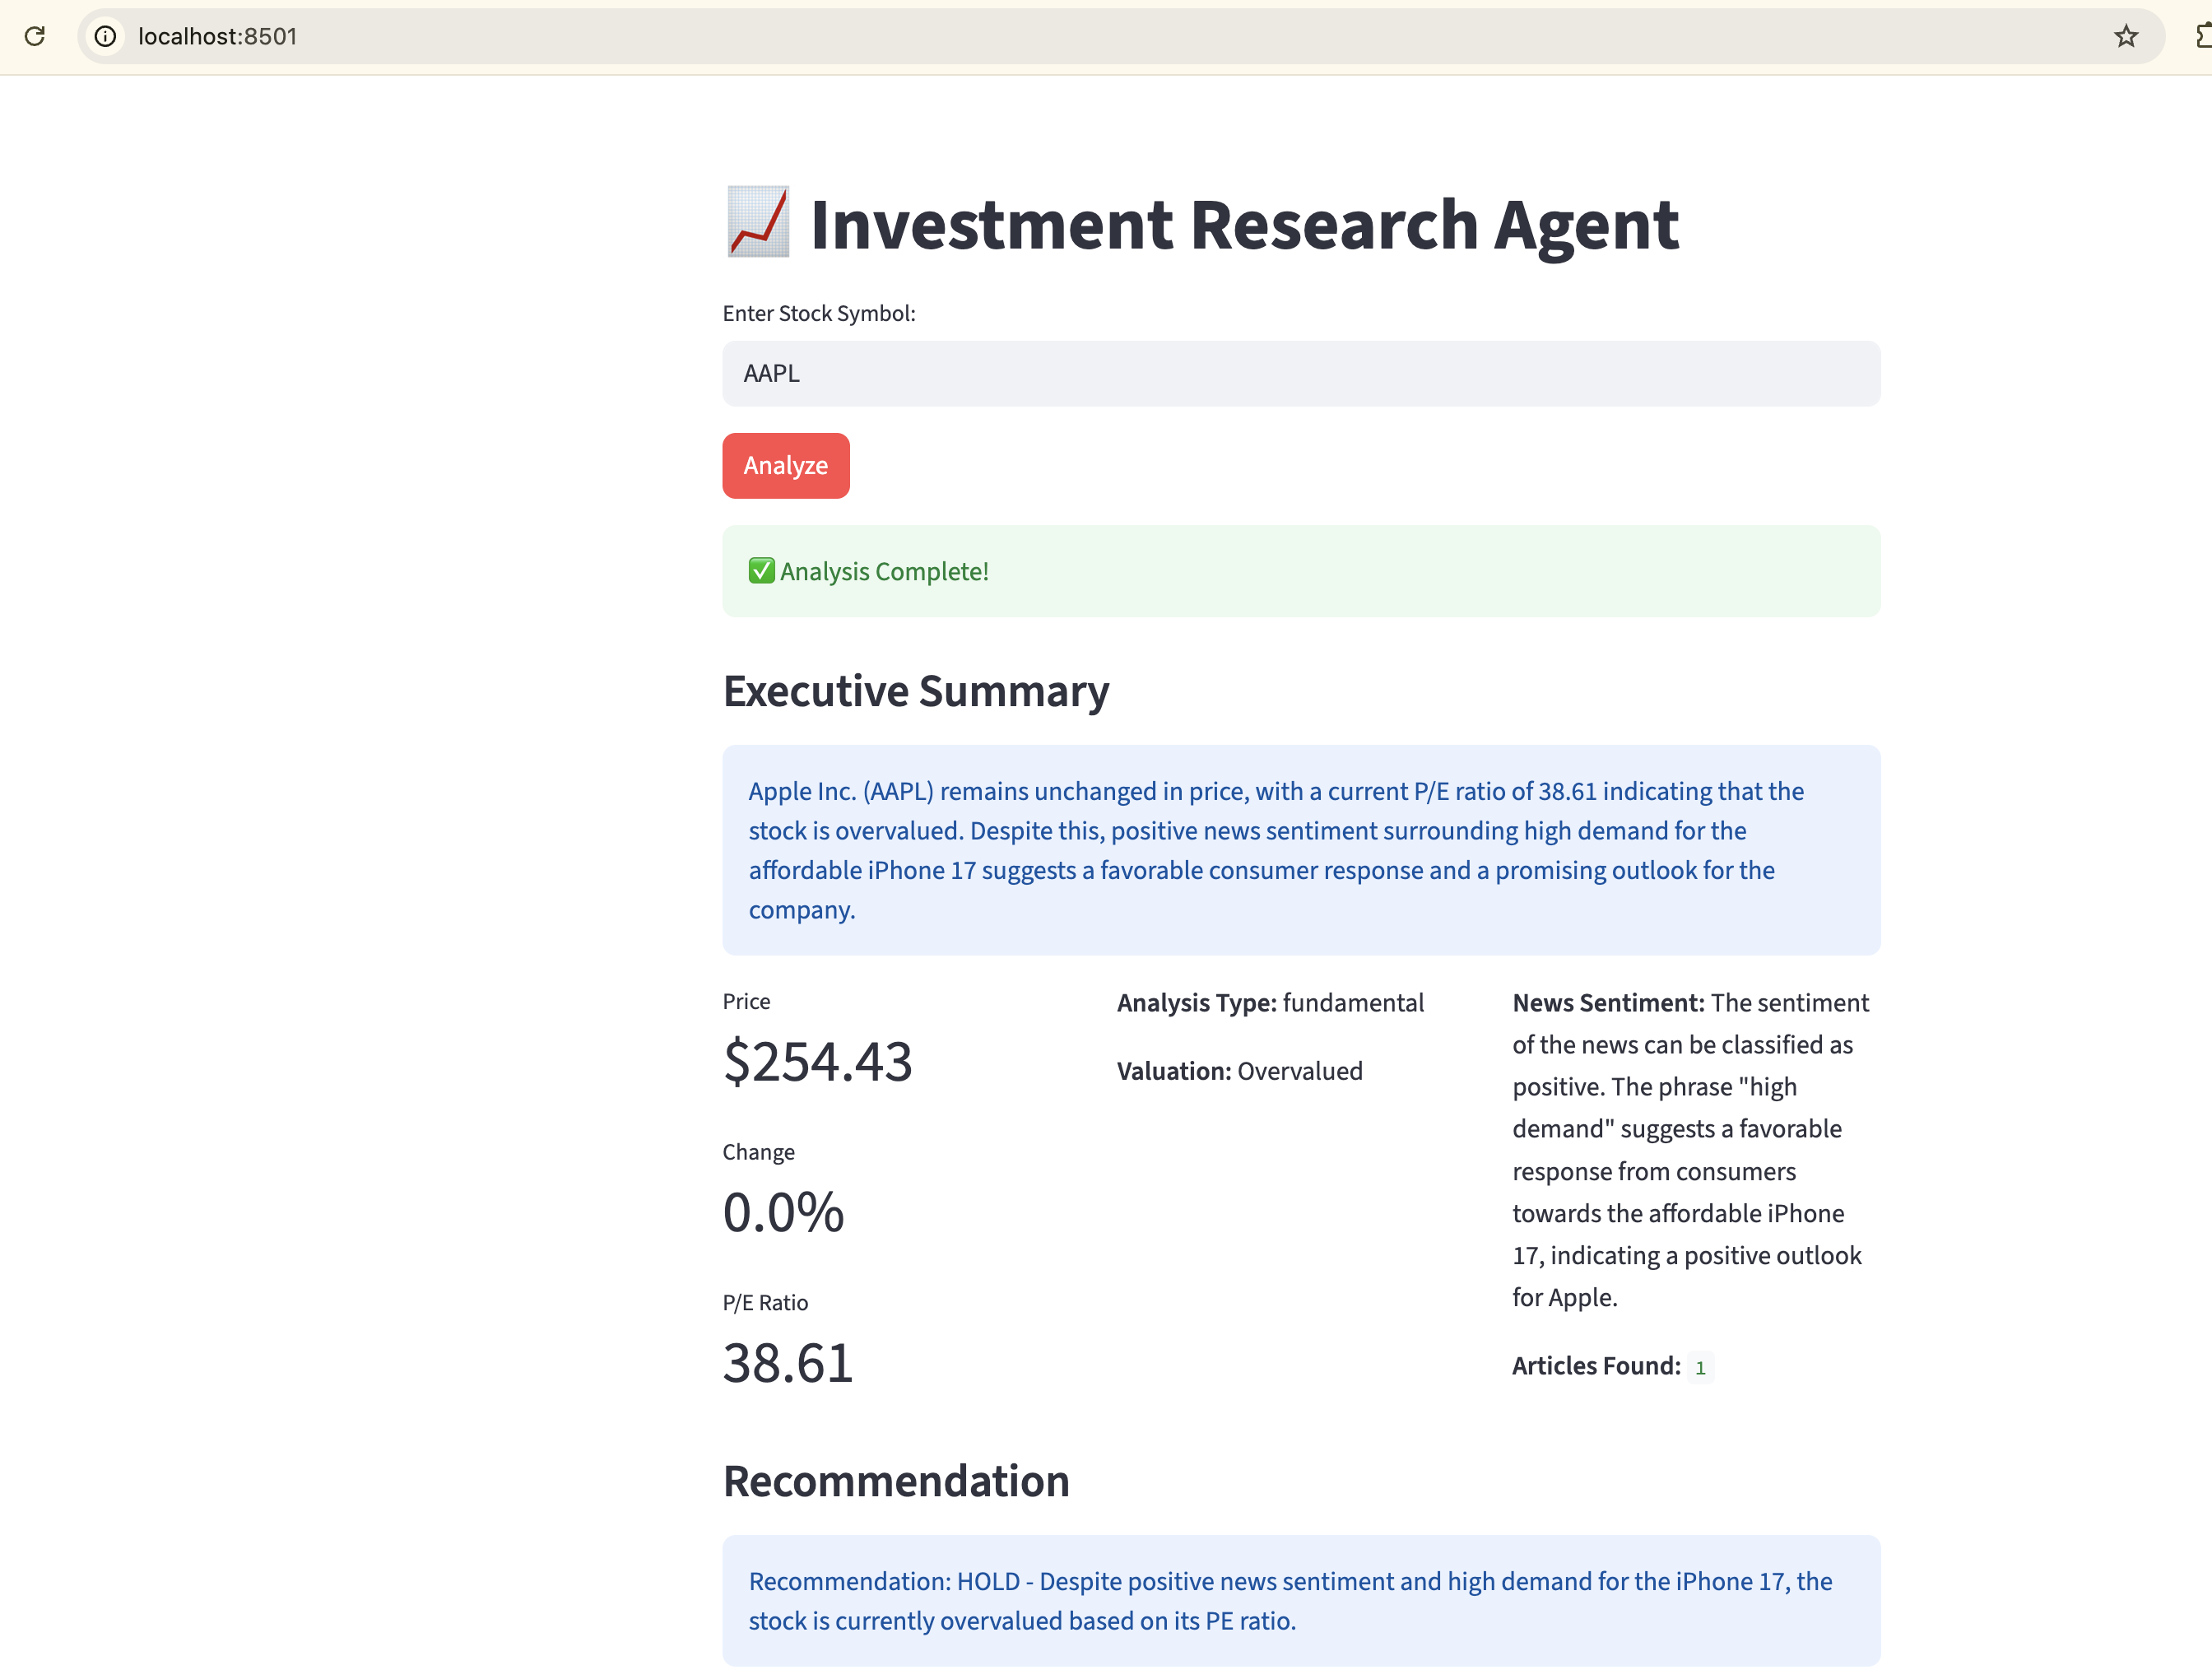 localhost:8501
Investment Research Agent
Enter Stock Symbol:
AAPL
Analyze
Analysis Complete!
Executive Summary
Apple Inc. (AAPL) remains unchanged in price, with a current P/E ratio of 38.61 indicating that the
stock is overvalued. Despite this, positive news sentiment surrounding high demand for the
affordable iPhone 17 suggests a favorable consumer response and a promising outlook for the
company.
Price
$254.43
Change
0.0%
P/E Ratio
38.61
Analysis Type: fundamental
Valuation: Overvalued
News Sentiment: The sentiment
of the news can be classified as
positive. The phrase "high
demand" suggests a favorable
response from consumers
towards the affordable iPhone
17, indicating a positive outlook
for Apple.
Articles Found: 1
Recommendation
Recommendation: HOLD - Despite positive news sentiment and high demand for the iPhone 17, the
stock is currently overvalued based on its PE ratio.